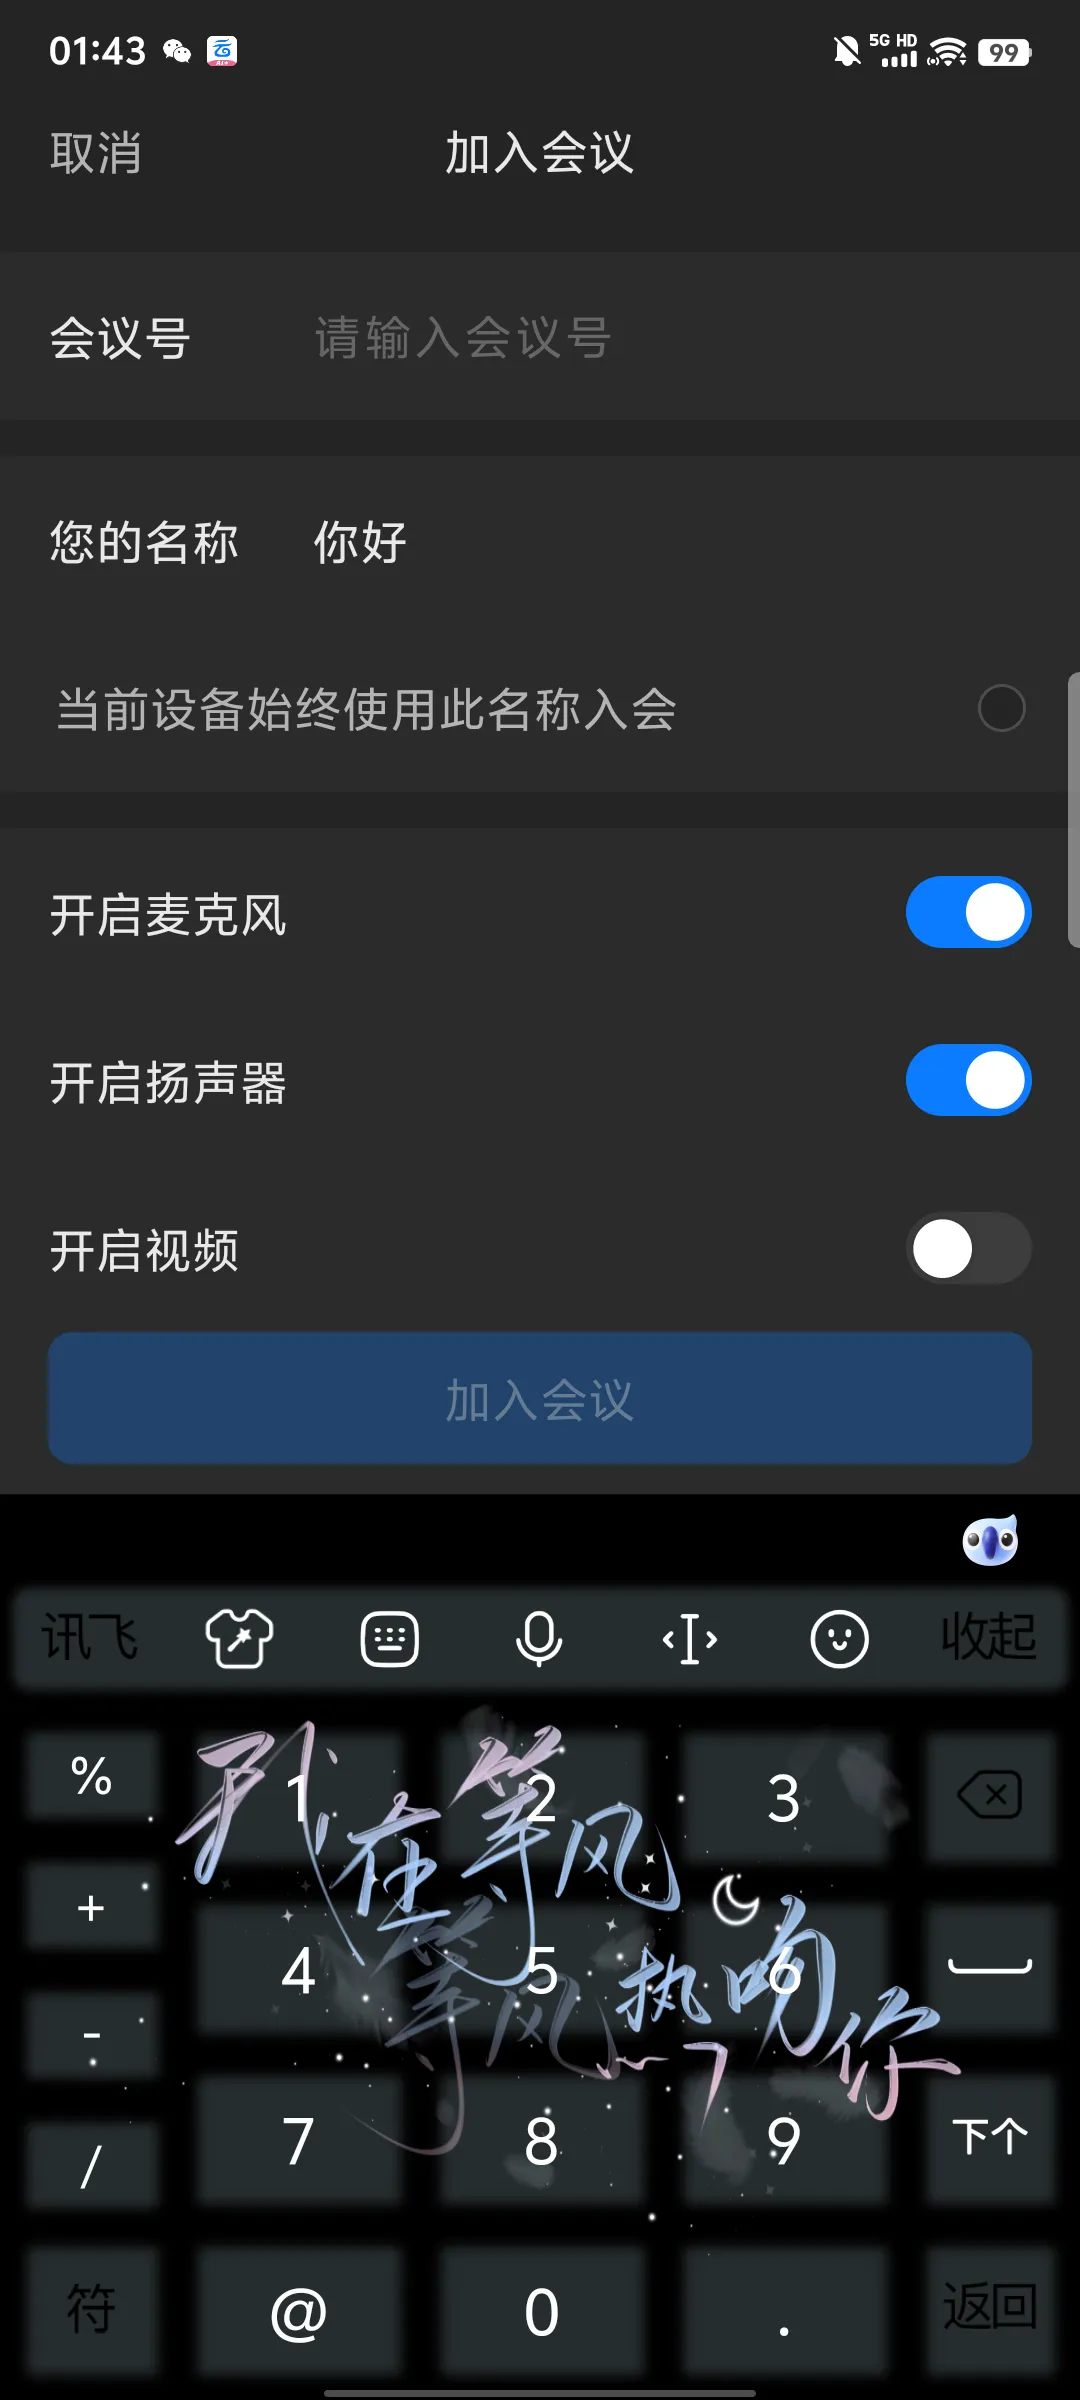 01:43 5G HD 99
取消 加入会议
会议号 请输入会议号
您的名称 你好
当前设备始终使用此名称入会
开启麦克风
开启扬声器
开启视频
加入会议
讯飞 收起
我在等风
等风热吻你
% 1 2 3
+ 4 5 6
- 7 8 9 下个
/
符 @ 0 . 返回